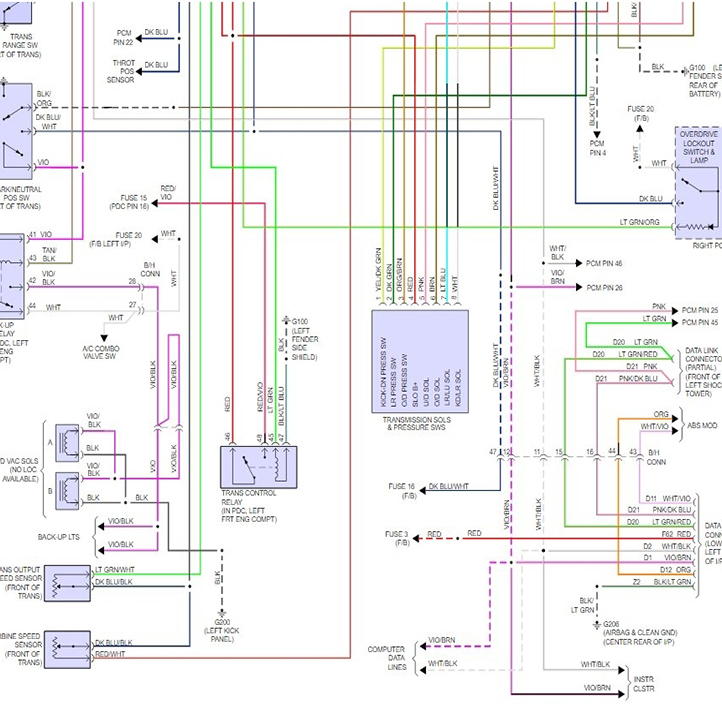 TRANS
RANGE SW
T OF TRANS)
PCM
PIN 22
DK BLU
THROT
POS
SENSOR
DK BLU
BLK
BLK
G100 (LE
FENDER S
REAR OF
BATTERY)
BLK/
ORG
DK BLU/
WHT
VIO
ARK/NEUTRAL
POS SW
T OF TRANS)
BLK/LT BLU
PCM
PIN 4
FUSE 20
(F/B)
WHT
OVERDRIVE
LOCKOUT
SWITCH &
LAMP
WHT
DK BLU
LT GRN/ORG
RIGHT PO
FUSE 15
(PDC PIN 16)
RED/
VIO
FUSE 20
(F/B LEFT I/P)
WHT
WHT
DK BLU/WHT
41 VIO
TAN/
43 BLK
VIO/
42 BLK
44 WHT
K-UP
ELAY
DC, LEFT
ENG
PT)
B/H
CONN
28
27
WHT
A/C COMBO
VALVE SW
WHT/
BLK
PCM PIN 46
VIO/
BRN
PCM PIN 26
1 YEL/DK GRN
2 DK GRN
3 ORG/BRN
4 RED
5 PNK
6 BRN
7 LT BLU
8 WHT
KICK-DN PRESS SW
LR PRESS SW
O/D PRESS SW
SLO B+
U/D SOL
O/D SOL
LR/LU SOL
KD/LR SOL
TRANSMISSION SOLS
& PRESSURE SWS
G100
(LEFT
FENDER
SIDE
SHIELD)
BLK
BLK/LT BLU
RED
RED/VIO
LT GRN
46
48
45
47
TRANS CONTROL
RELAY
(IN PDC, LEFT
FRT ENG COMPT)
VIO/BLK
VIO/BLK
VIO
VIO/BLK
DK BLU/WHT
VIO/BRN
WHT/BLK
PNK
PCM PIN 25
LT GRN
PCM PIN 45
D20 LT GRN
D20 LT GRN/RED
D21 PNK
D21 PNK/DK BLU
DATA LINK
CONNECTO
(PARTIAL)
(FRONT OF
LEFT SHOC
TOWER)
ORG
WHT/VIO
ABS MOD
A
VIO/
BLK
BLK
VIO/
BLK
B
BLK
BLK
D VAC SOLS
(NO LOC
AVAILABLE)
47
12
11
15
16
44
43
B/H
CONN
FUSE 16
(F/B)
DK BLU/WHT
VIO/BRN
WHT/BLK
FUSE 3
(F/B)
RED
RED
D11 WHT/VIO
D21 PNK/DK BLU
D20 LT GRN/RED
F62 RED
D2 WHT/BLK
D1 VIO/BRN
D12 ORG
Z2 BLK/LT GRN
DATA
CONN
(LOW
LEFT
OF I/P
BACK-UP LTS
VIO/BLK
VIO/BLK
ANS OUTPUT
EED SENSOR
(FRONT OF
TRANS)
LT GRN/WHT
DK BLU/BLK
BLK
G200
(LEFT KICK
PANEL)
BLK/
LT GRN
G206
(AIRBAG & CLEAN GND)
(CENTER REAR OF I/P)
BINE SPEED
SENSOR
(FRONT OF
TRANS)
DK BLU/BLK
RED/WHT
COMPUTER
DATA
LINES
VIO/BRN
WHT/BLK
WHT/BLK
VIO/BRN
INSTR
CLSTR